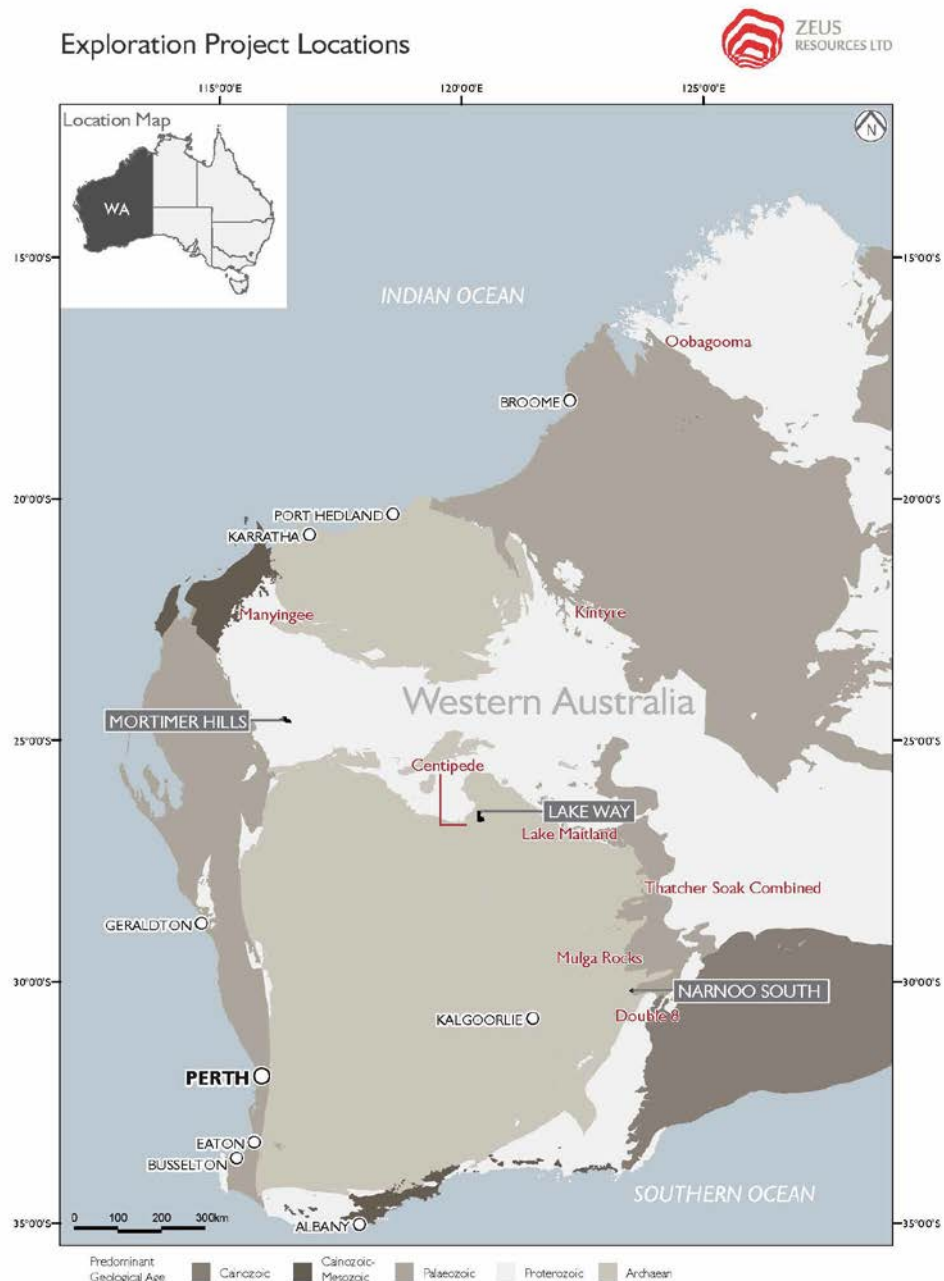 Exploration Project Locations
ZEUS
RESOURCES LTD
115°00'E
120°00'E
125°00'E
Location Map
WA
N
15°00'S
15°00'S
INDIAN OCEAN
Oobagooma
BROOME
20°00'S
20°00'S
PORT HEDLAND
KARRATHA
Manyingee
Kintyre
Western Australia
MORTIMER HILLS
25°00'S
25°00'S
Centipede
LAKE WAY
Lake Maitland
Thatcher Soak Combined
GERALDTON
Mulga Rocks
30°00'S
30°00'S
NARNOO SOUTH
Double 8
KALGOORLIE
PERTH
EATON
BUSSELTON
SOUTHERN OCEAN
0 100 200 300km
ALBANY
35°00'S
35°00'S
Predominant
Geological Age
Cainozoic
Cainozoic-
Mesozoic
Palaeozoic
Proterozoic
Archaean